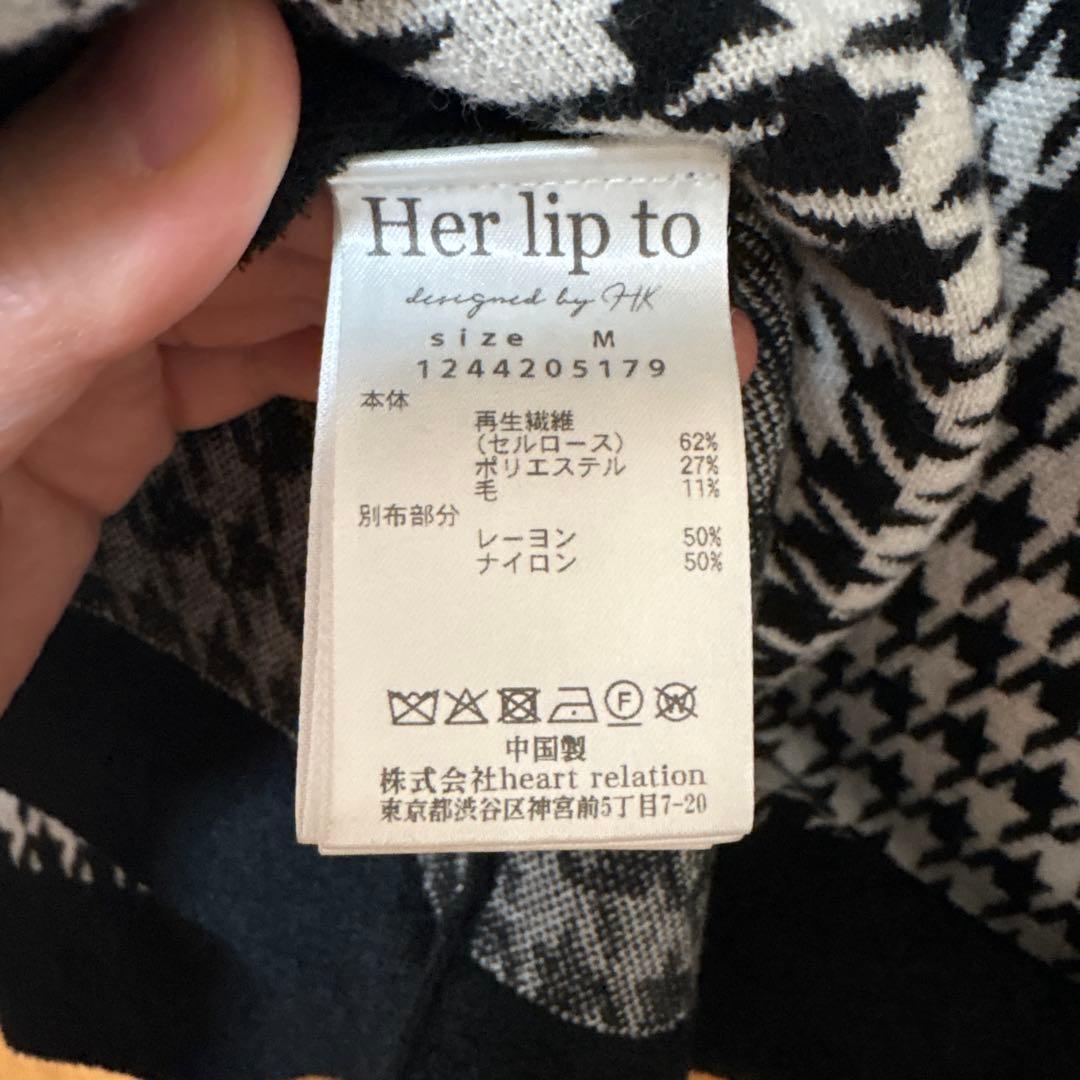 Her lip to
designed by HK
size M
1244205179
本体
再生繊維
(セルロース) 62%
ポリエステル 27%
毛 11%
別布部分
レーヨン 50%
ナイロン 50%
F W
中国製
株式会社heart relation
東京都渋谷区神宮前5丁目7-20